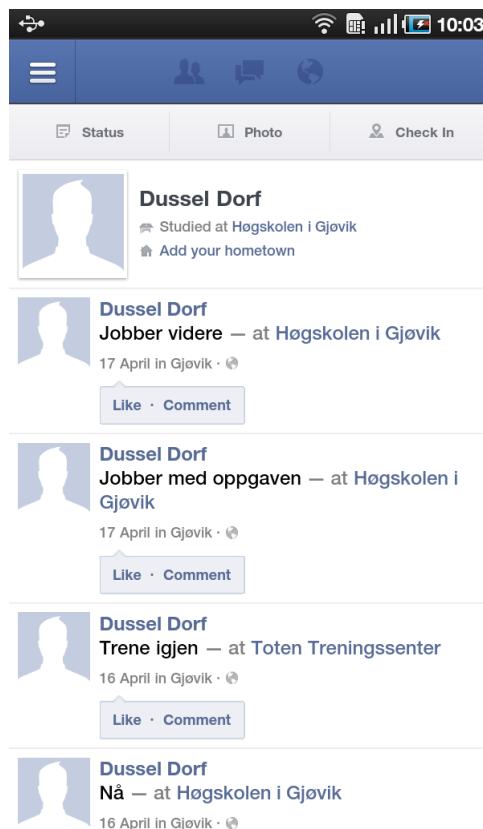 10:03
Status
Photo
Check In
Dussel Dorf
Studied at Høgskolen i Gjøvik
Add your hometown
Dussel Dorf
Jobber videre — at Høgskolen i Gjøvik
17 April in Gjøvik ·
Like · Comment
Dussel Dorf
Jobber med oppgaven — at Høgskolen i
Gjøvik
17 April in Gjøvik ·
Like · Comment
Dussel Dorf
Trene igjen — at Toten Treningssenter
16 April in Gjøvik ·
Like · Comment
Dussel Dorf
Nå — at Høgskolen i Gjøvik
16 April in Gjøvik ·